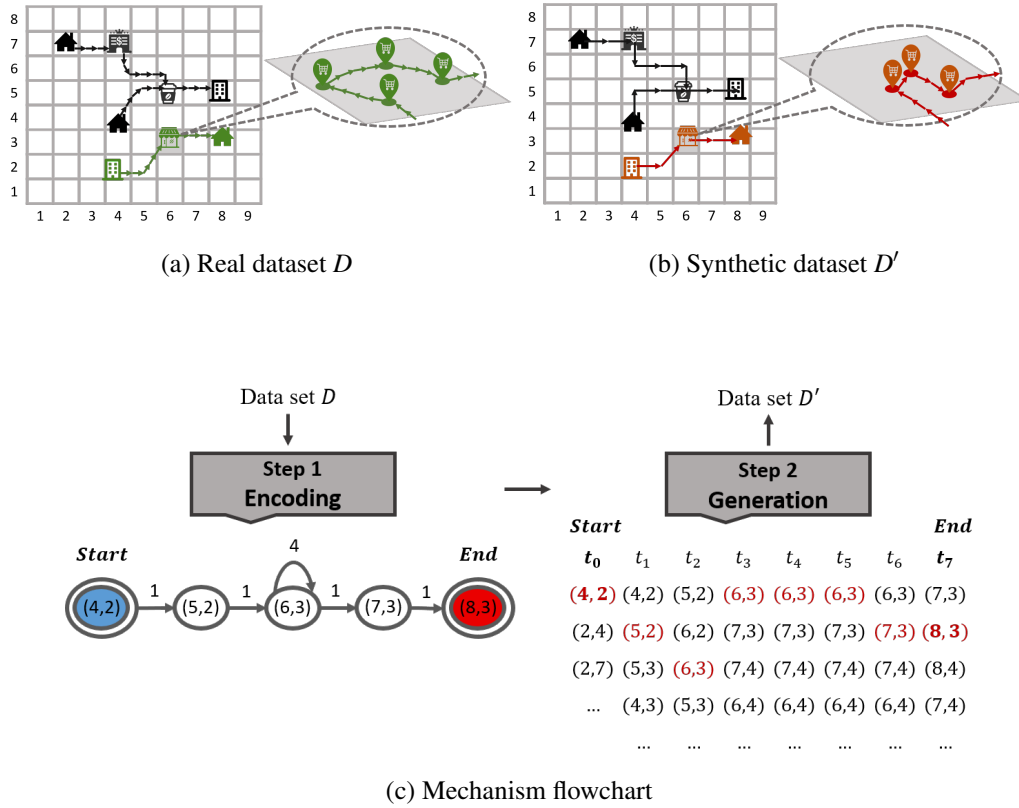 8
7
6
5
4
3
2
1
1 2 3 4 5 6 7 8 9
(a) Real dataset D
8
7
6
5
4
3
2
1
1 2 3 4 5 6 7 8 9
(b) Synthetic dataset D′
Data set D
Step 1
Encoding
Start
End
4
1 1 1 1
(4,2) (5,2) (6,3) (7,3) (8,3)
Data set D′
Step 2
Generation
Start End
t0 t1 t2 t3 t4 t5 t6 t7
(4, 2) (4,2) (5,2) (6,3) (6,3) (6,3) (6,3) (7,3)
(2,4) (5,2) (6,2) (7,3) (7,3) (7,3) (7,3) (8, 3)
(2,7) (5,3) (6,3) (7,4) (7,4) (7,4) (7,4) (8,4)
... (4,3) (5,3) (6,4) (6,4) (6,4) (6,4) (7,4)
... ... ... ... ... ... ...
(c) Mechanism flowchart